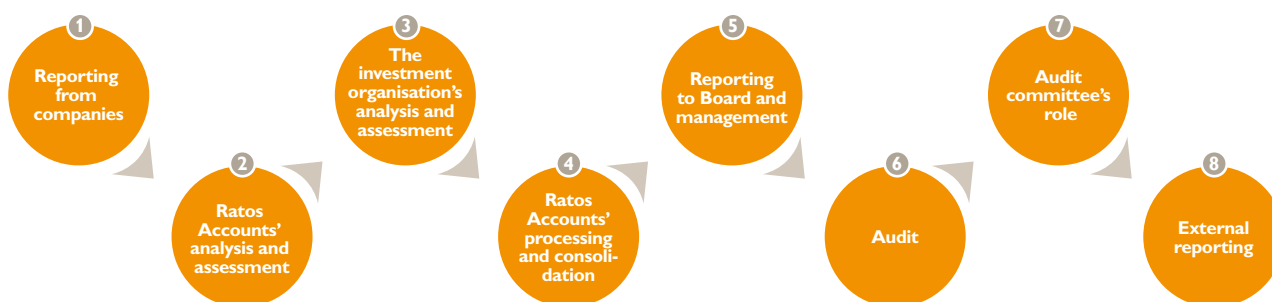 1
Reporting
from
companies
2
Ratos
Accounts'
analysis and
assessment
3
The
investment
organisation's
analysis and
assessment
4
Ratos
Accounts'
processing
and consoli-
dation
5
Reporting
to Board and
management
6
Audit
7
Audit
committee's
role
8
External
reporting